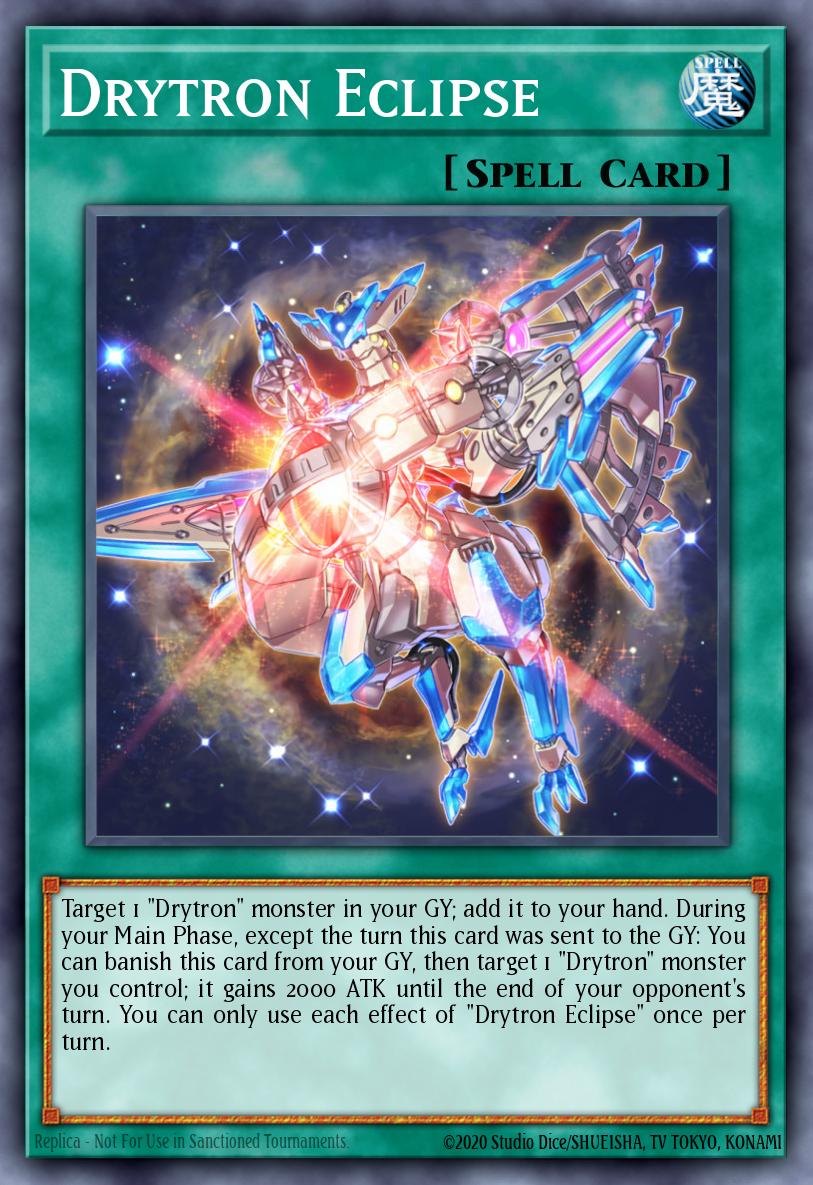 Drytron Eclipse
SPELL
魔
[ Spell Card ]
Target 1 "Drytron" monster in your GY; add it to your hand. During
your Main Phase, except the turn this card was sent to the GY: You
can banish this card from your GY, then target 1 "Drytron" monster
you control; it gains 2000 ATK until the end of your opponent's
turn. You can only use each effect of "Drytron Eclipse" once per
turn.
Replica - Not For Use in Sanctioned Tournaments.
©2020 Studio Dice/SHUEISHA, TV TOKYO, KONAMI